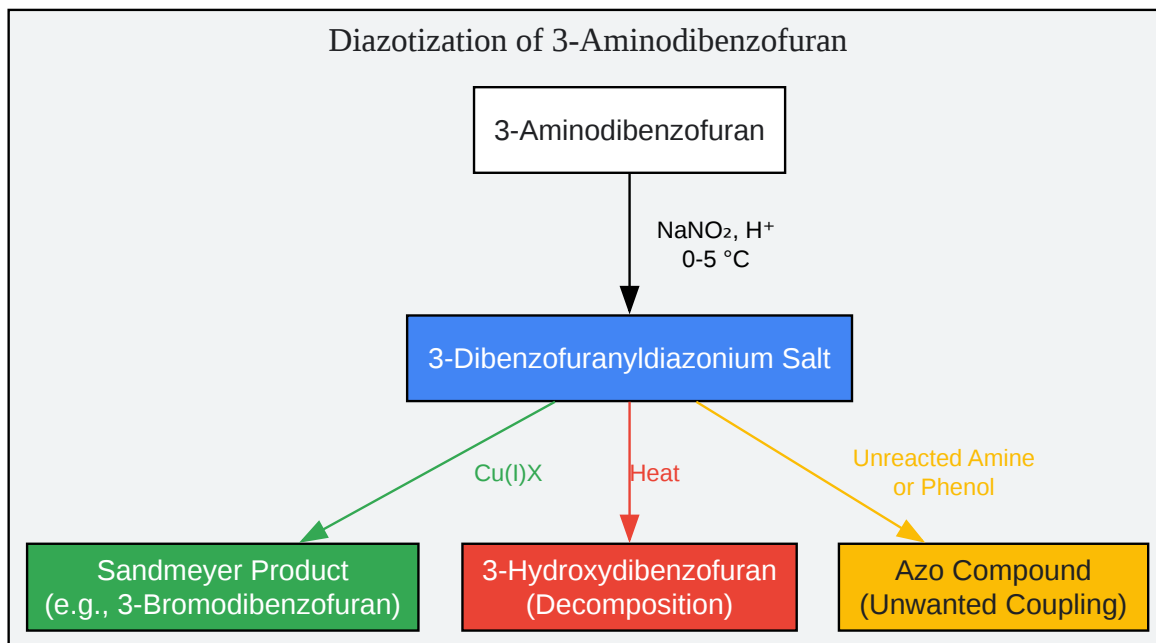 Diazotization of 3-Aminodibenzofuran
3-Aminodibenzofuran
NaNO₂, H⁺
0-5 °C
3-Dibenzofuranyldiazonium Salt
Cu(I)X
Heat
Unreacted Amine
or Phenol
Sandmeyer Product
(e.g., 3-Bromodibenzofuran)
3-Hydroxydibenzofuran
(Decomposition)
Azo Compound
(Unwanted Coupling)